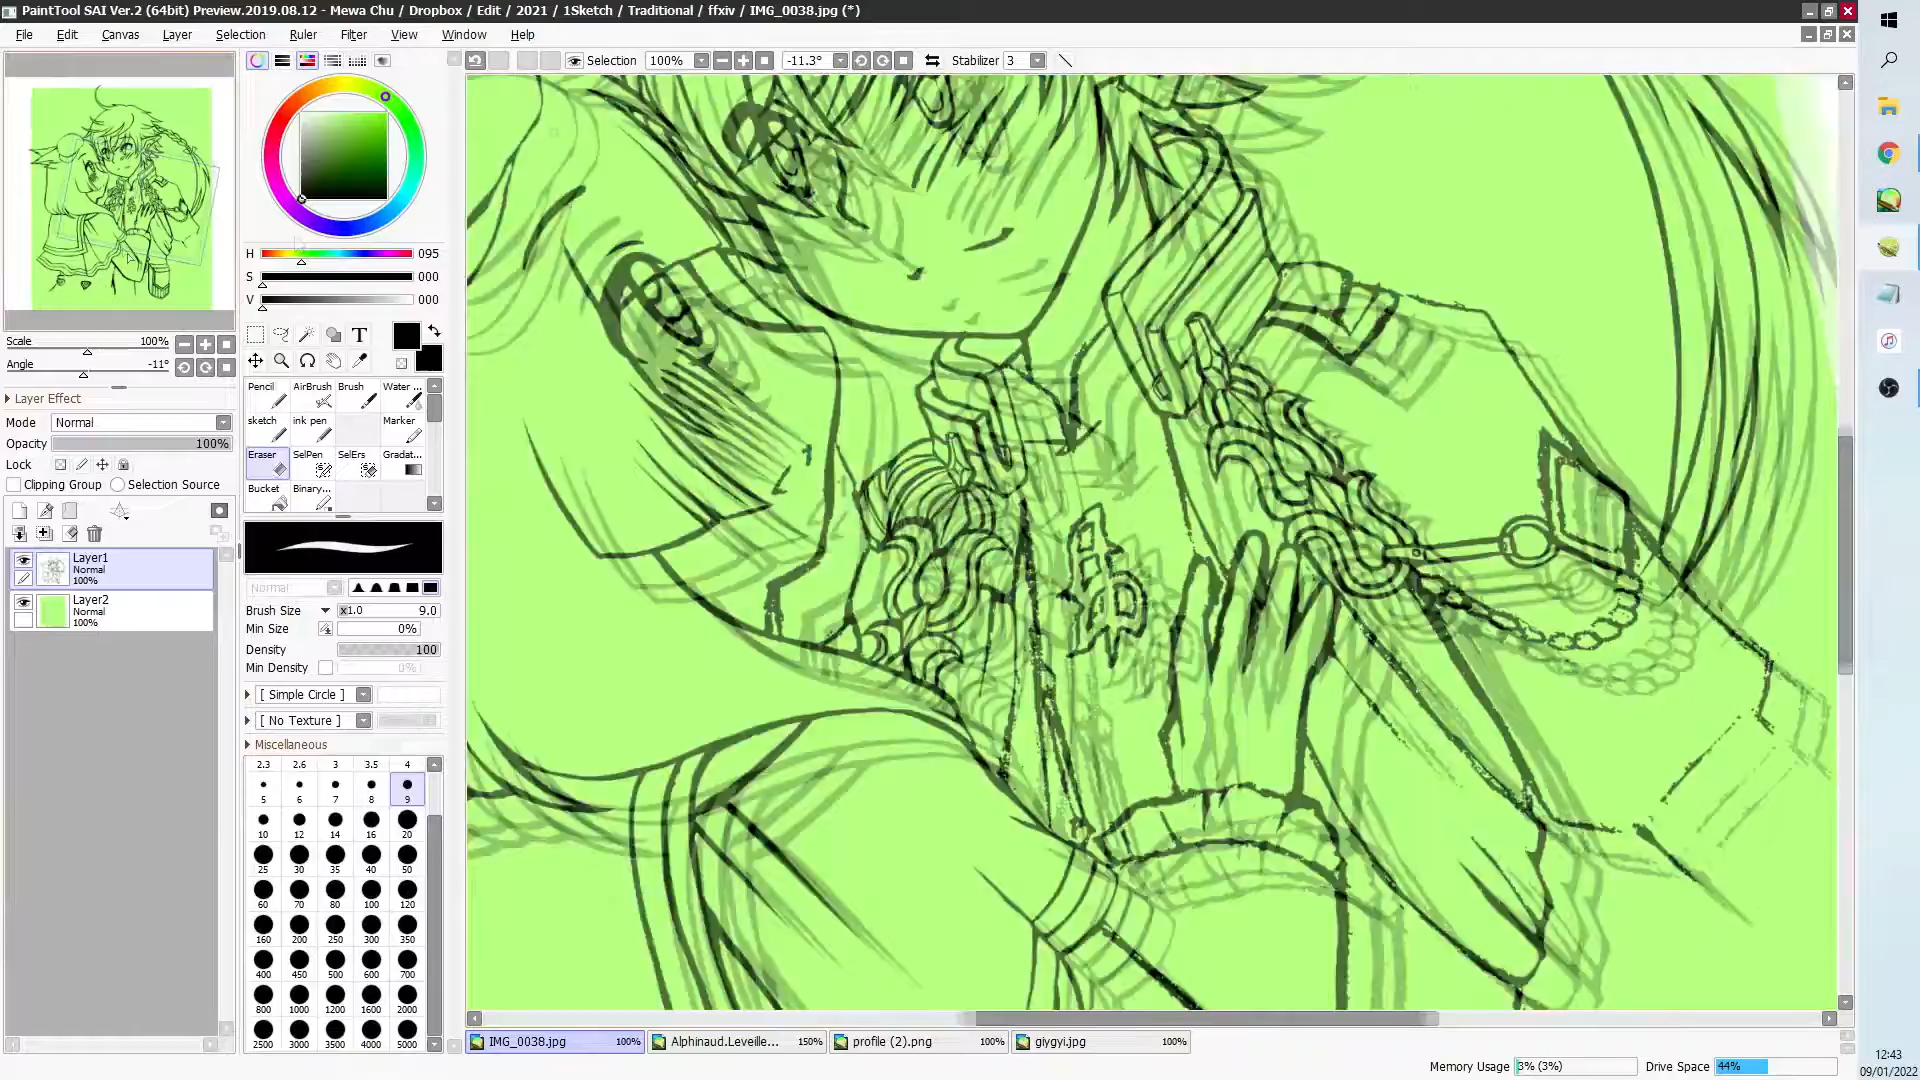 PaintTool SAI Ver.2 (64bit) Preview.2019.08.12 - Mewa Chu / Dropbox / Edit / 2021 / 1Sketch / Traditional / ffxiv / IMG_0038.jpg (*)
File Edit Canvas Layer Selection Ruler Filter View Window Help
Selection 100% -11.3° Stabilizer 3
Scale 100%
Angle -11°
Layer Effect
Mode Normal
Opacity 100%
Lock
Clipping Group Selection Source
Layer1
Normal
100%
Layer2
Normal
100%
H 095
S 000
V 000
T
Pencil AirBrush Brush Water ...
sketch ink pen Marker
Eraser SelPen SelErs Gradat...
Bucket Binary...
Normal
Brush Size x1.0 9.0
Min Size 0%
Density 100
Min Density 0%
[ Simple Circle ]
[ No Texture ]
Miscellaneous
2.3 2.6 3 3.5 4
5 6 7 8 9
10 12 14 16 20
25 30 35 40 50
60 70 80 100 120
160 200 250 300 350
400 450 500 600 700
800 1000 1200 1600 2000
2500 3000 3500 4000 5000
IMG_0038.jpg 100% Alphinaud.Leveille... 150% profile (2).png 100% giygyi.jpg 100%
Memory Usage 3% (3%) Drive Space 44%
12:43
09/01/2022